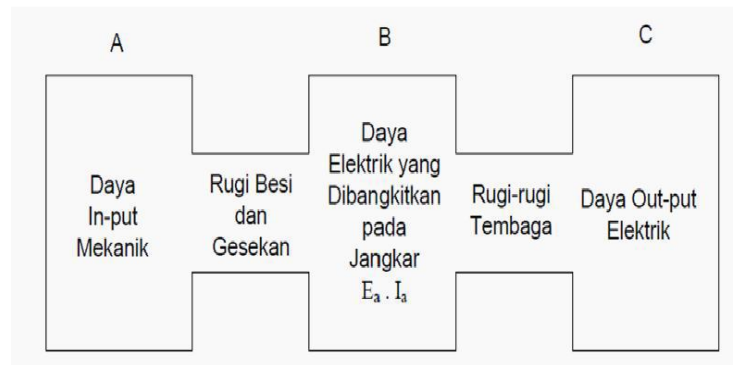 A
B
C
Daya
In-put
Mekanik
Rugi Besi
dan
Gesekan
Daya
Elektrik yang
Dibangkitkan
pada
Jangkar
Eₐ . Iₐ
Rugi-rugi
Tembaga
Daya Out-put
Elektrik